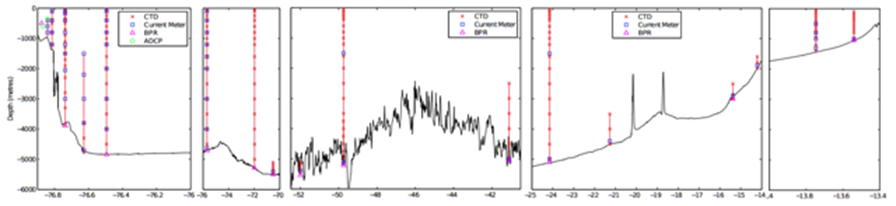 0
-1000
-2000
-3000
-4000
-5000
-6000
Depth (metres)
CTD
Current Meter
BPR
ADCP
-76.8 -76.6 -76.4 -76.2 -76
-76 -74 -72 -70
CTD
Current Meter
BPR
-52 -50 -48 -46 -44 -42
CTD
Current Meter
BPR
-25 -24 -23 -22 -21 -20 -19 -18 -17 -16 -15 -14
-13.8 -13.6 -13.4